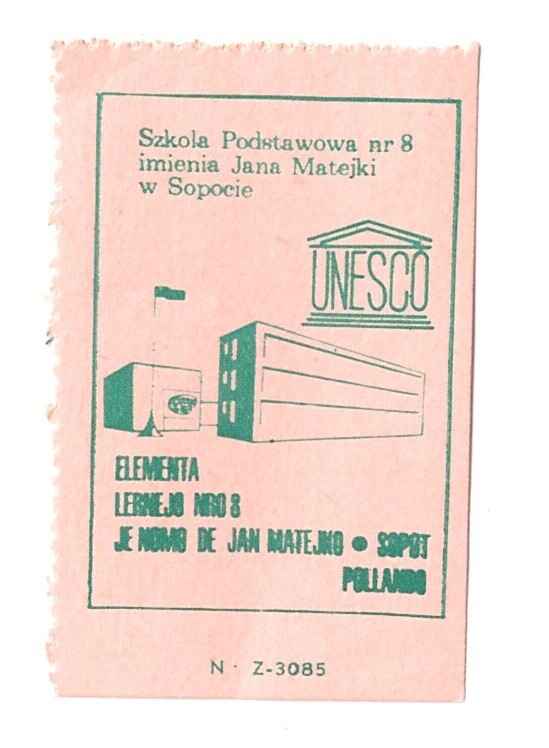 Szkoła Podstawowa nr 8
imienia Jana Matejki
w Sopocie
UNESCO
ELEMENTA
LERNEJO NRO 8
JE NOMO DE JAN MATEJKO ● SOPOT
POLLANDO
N · Z-3085